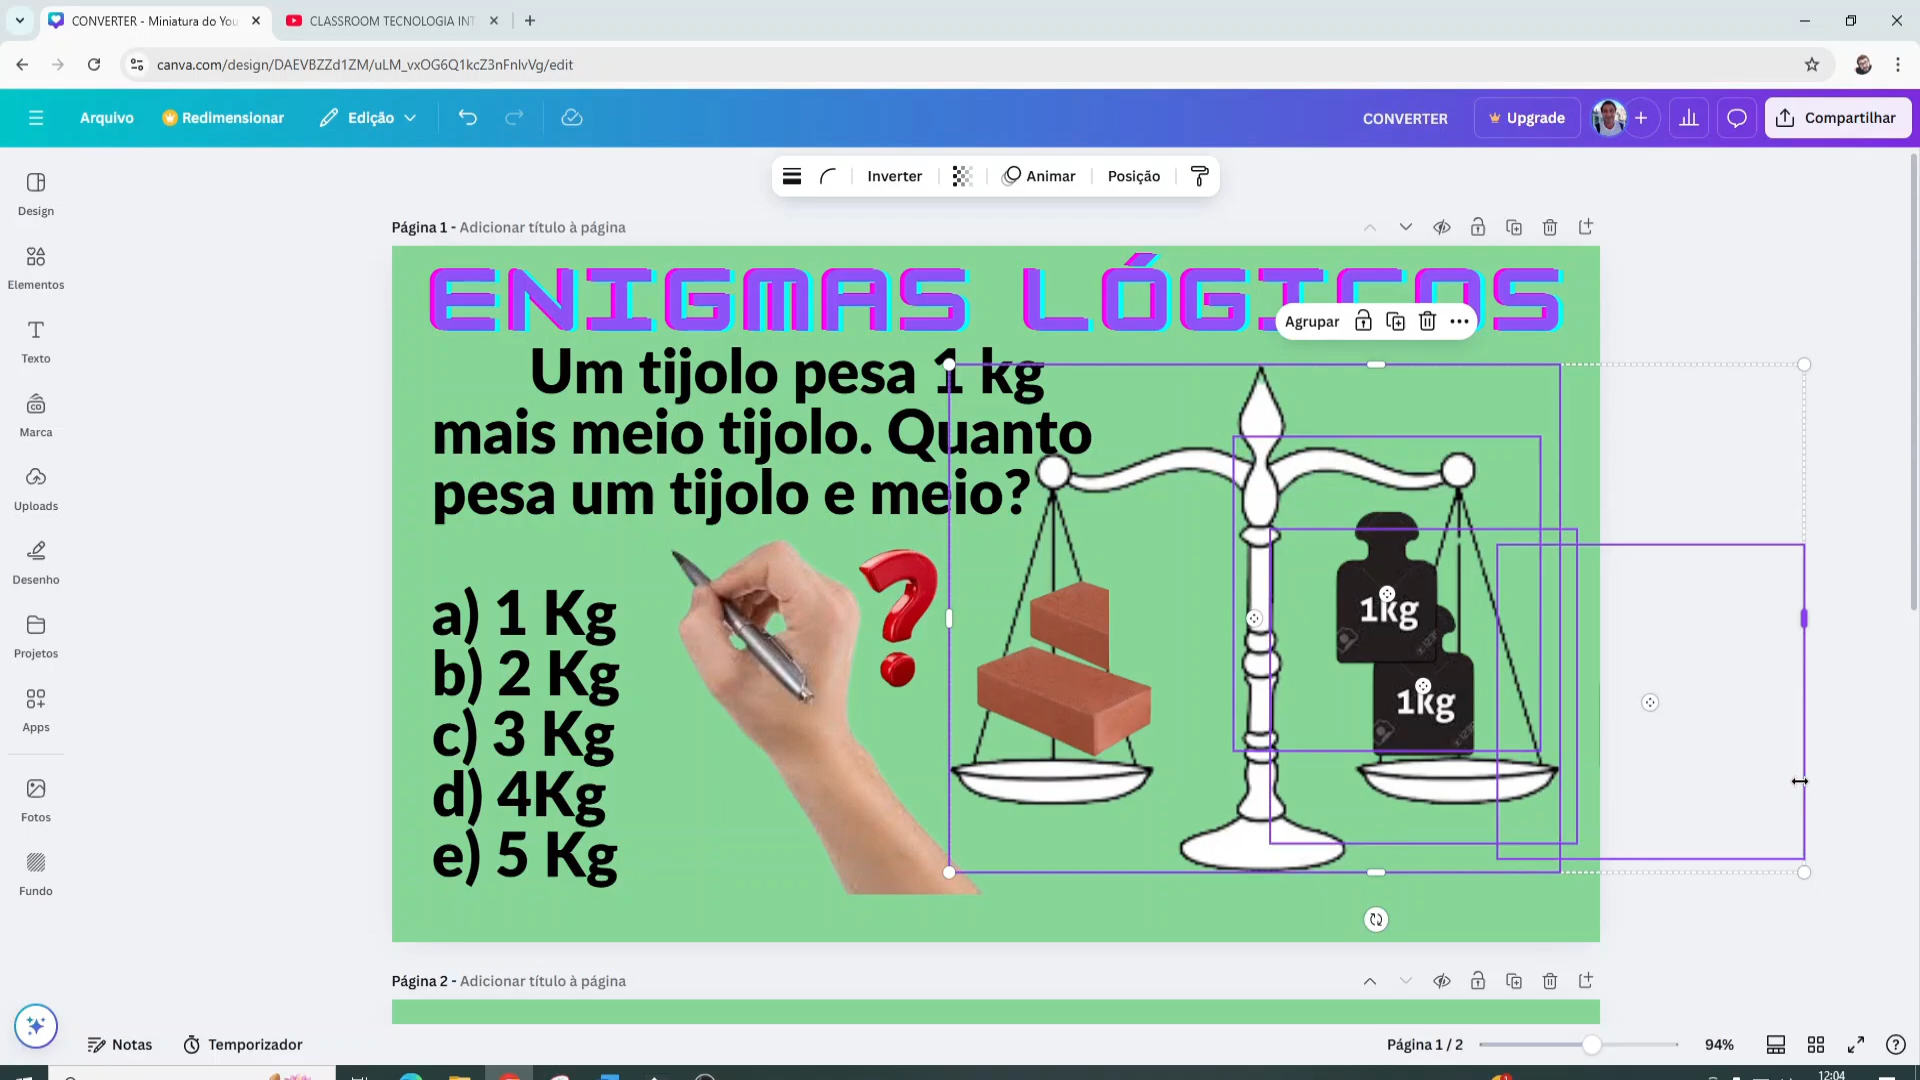 CONVERTER - Miniatura do You
CLASSROOM TECNOLOGIA INT
canva.com/design/DAEVBZZd1ZM/uLM_vxOG6Q1kcZ3nFnlvVg/edit
Arquivo
Redimensionar
Edição
CONVERTER
Upgrade
Compartilhar
Inverter
Animar
Posição
Design
Elementos
Texto
Marca
Uploads
Desenho
Projetos
Apps
Fotos
Fundo
Página 1 - Adicionar título à página
ENIGMAS LÓGICOS
Agrupar
Um tijolo pesa 1 kg
mais meio tijolo. Quanto
pesa um tijolo e meio?
a) 1 Kg
b) 2 Kg
c) 3 Kg
d) 4Kg
e) 5 Kg
1kg
1kg
Página 2 - Adicionar título à página
Notas
Temporizador
Página 1 / 2
94%
12:04